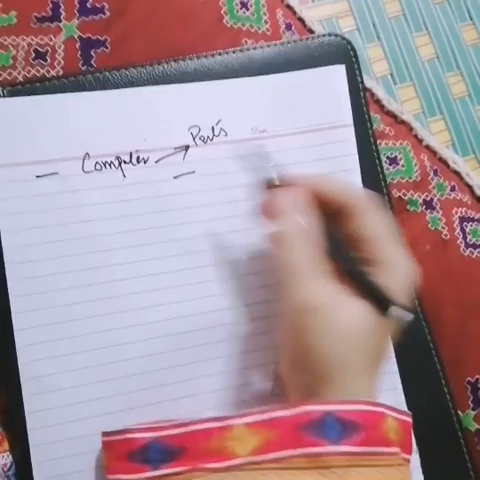 Parts
— Computer → —